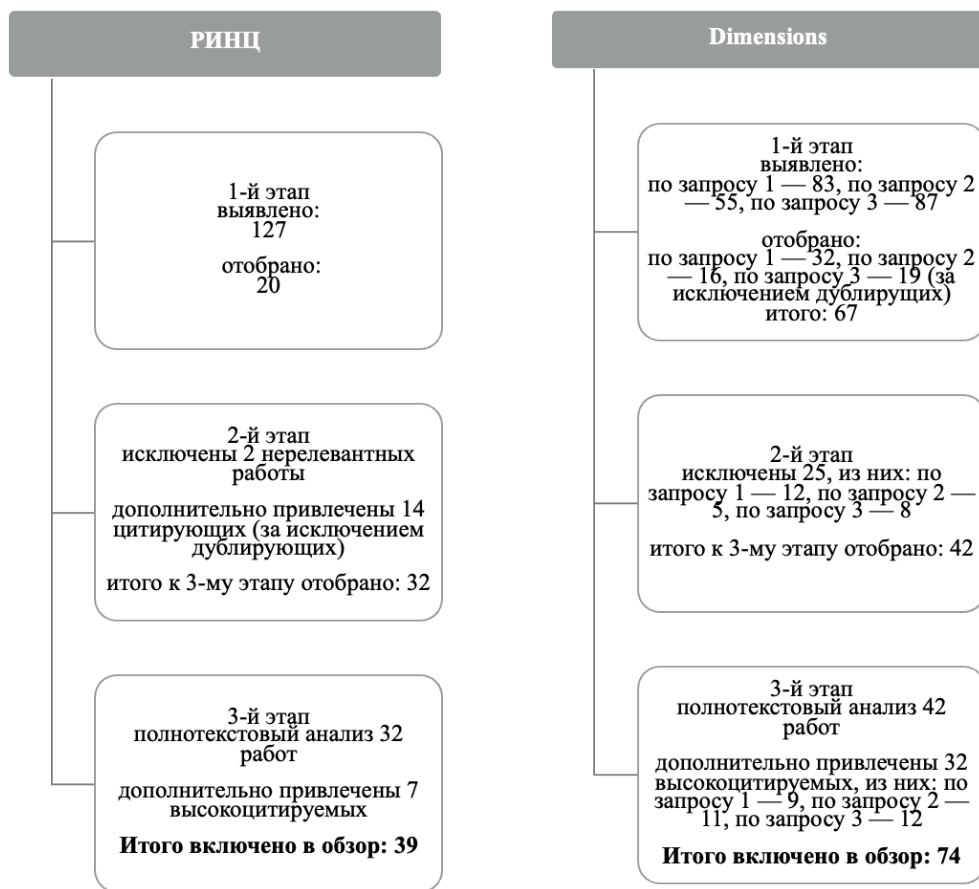 РИНЦ
1-й этап
выявлено:
127
отобрано:
20
2-й этап
исключены 2 нерелевантных
работы
дополнительно привлечены 14
цитирующих (за исключением
дублирующих)
итого к 3-му этапу отобрано: 32
3-й этап
полнотекстовый анализ 32
работ
дополнительно привлечены 7
высокоцитируемых
Итого включено в обзор: 39
Dimensions
1-й этап
выявлено:
по запросу 1 — 83, по запросу 2
— 55, по запросу 3 — 87
отобрано:
по запросу 1 — 32, по запросу 2
— 16, по запросу 3 — 19 (за
исключением дублирущих)
итого: 67
2-й этап
исключены 25, из них: по
запросу 1 — 12, по запросу 2 —
5, по запросу 3 — 8
итого к 3-му этапу отобрано: 42
3-й этап
полнотекстовый анализ 42
работ
дополнительно привлечены 32
высокоцитируемых, из них: по
запросу 1 — 9, по запросу 2 —
11, по запросу 3 — 12
Итого включено в обзор: 74